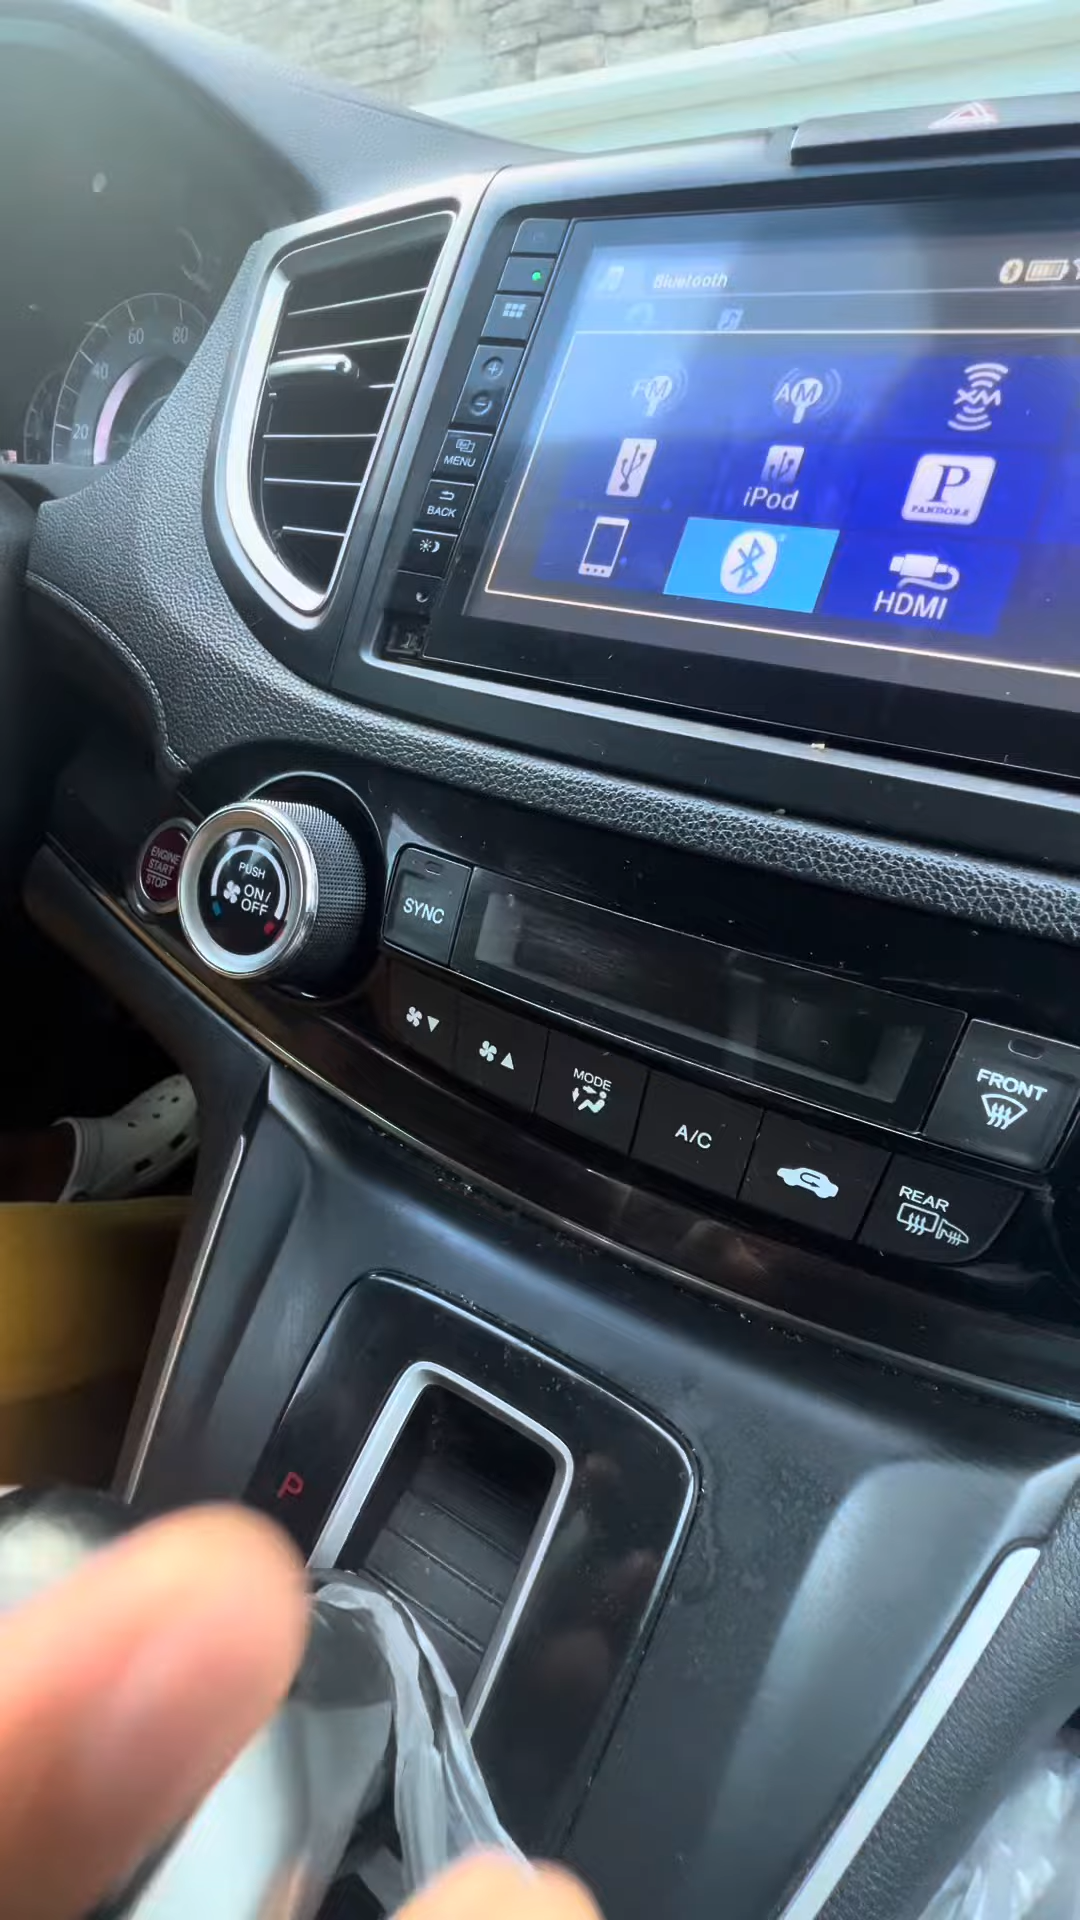 Bluetooth
60
80
40
20
FM
AM
XM
MENU
BACK
iPod
P
PANDORA
HDMI
ENGINE
START
STOP
PUSH
ON/
OFF
SYNC
MODE
A/C
FRONT
REAR
P